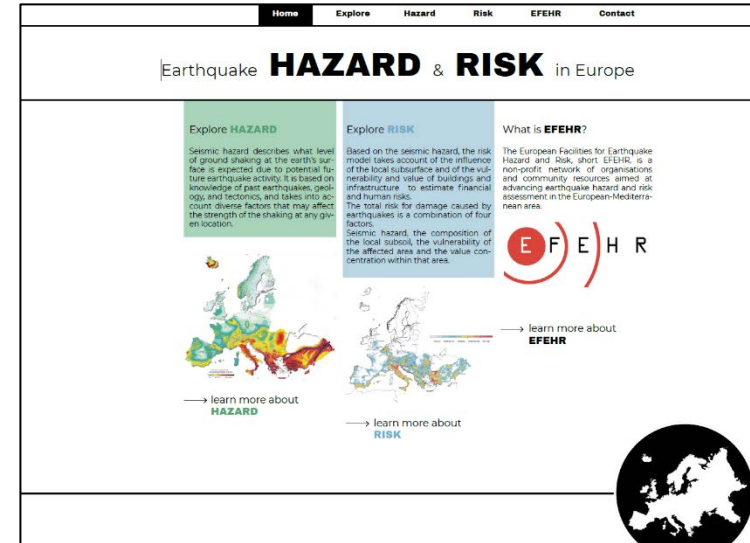 Home Explore Hazard Risk EFEHR Contact
Earthquake HAZARD & RISK in Europe
Explore HAZARD
Seismic hazard describes what level
of ground shaking at the earth's sur-
face is expected due to potential fu-
ture earthquake activity. It is based on
knowledge of past earthquakes, geol-
ogy, and tectonics, and takes into ac-
count diverse factors that may affect
the strength of the shaking at any giv-
en location.
learn more about
HAZARD
Explore RISK
Based on the seismic hazard, the risk
model takes account of the influence
of the local subsurface and of the vul-
nerability and value of buildings and
infrastructure to estimate financial
and human risks.
The total risk for damage caused by
earthquakes is a combination of four
factors.
Seismic hazard, the composition of
the local subsoil, the vulnerability of
the affected area and the value con-
centration within that area.
learn more about
RISK
What is EFEHR?
The European Facilities for Earthquake
Hazard and Risk, short EFEHR, is a
non-profit network of organisations
and community resources aimed at
advancing earthquake hazard and risk
assessment in the European-Mediterra-
nean area.
EFEHR
learn more about
EFEHR